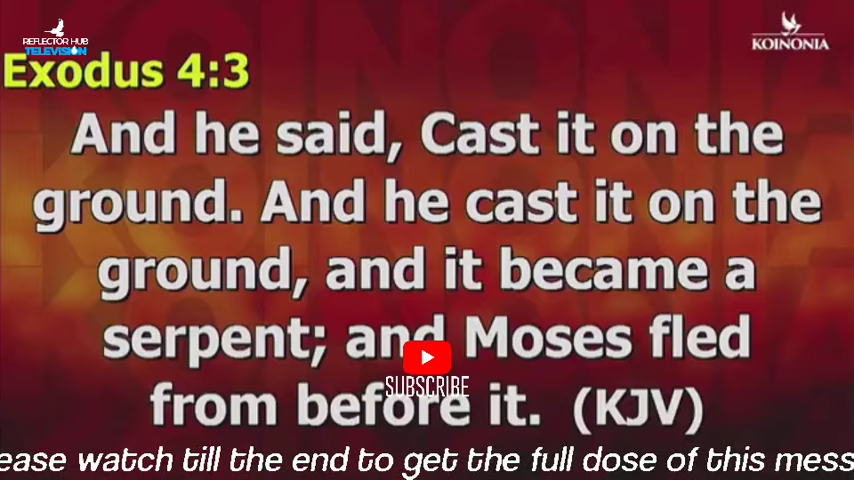 REFLECTOR HUB
TELEVISION
KOINONIA
Exodus 4:3
And he said, Cast it on the
ground. And he cast it on the
ground, and it became a
serpent; and Moses fled
from before it. (KJV)
SUBSCRIBE
ease watch till the end to get the full dose of this mess